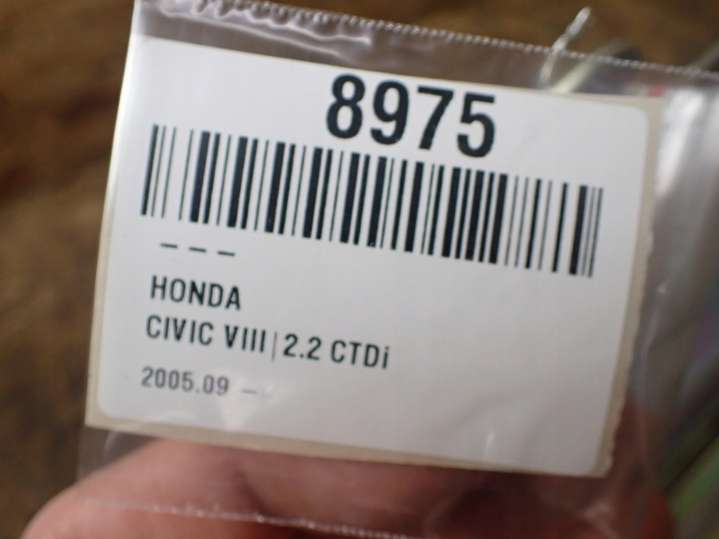 8975
– – –
HONDA
CIVIC VIII | 2.2 CTDi
2005.09 –